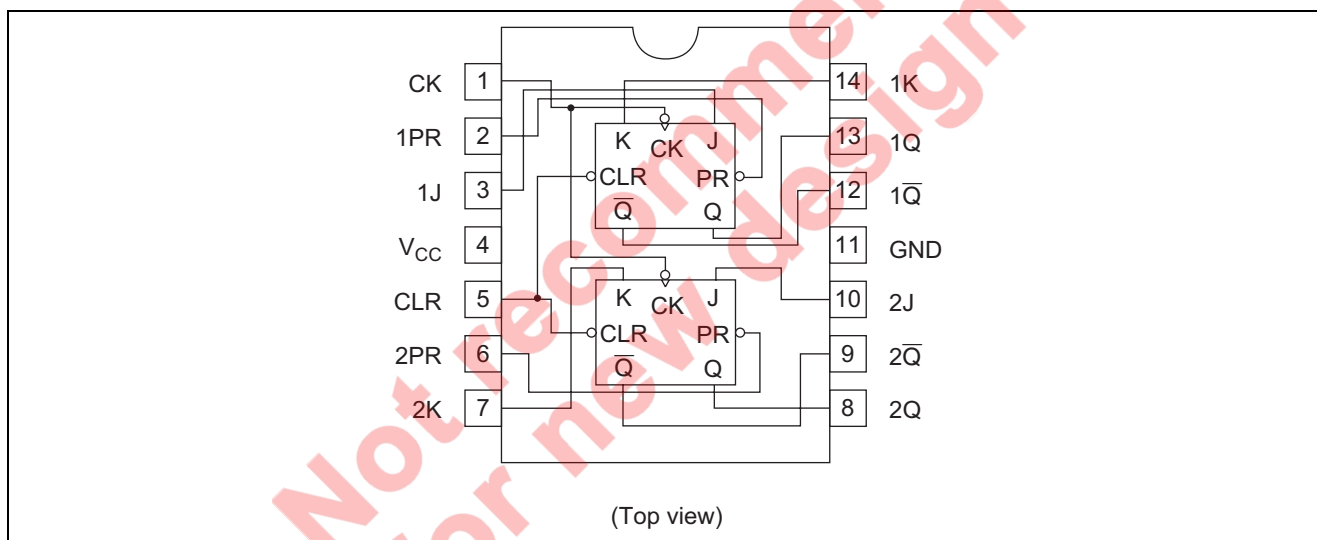 CK 1 14 1K
1PR 2 13 1Q
1J 3 12 1Q̅
VCC 4 11 GND
CLR 5 10 2J
2PR 6 9 2Q̅
2K 7 8 2Q
K CK J
CLR PR
Q̅ Q
K CK J
CLR PR
Q̅ Q
(Top view)
Not recommen
for new design